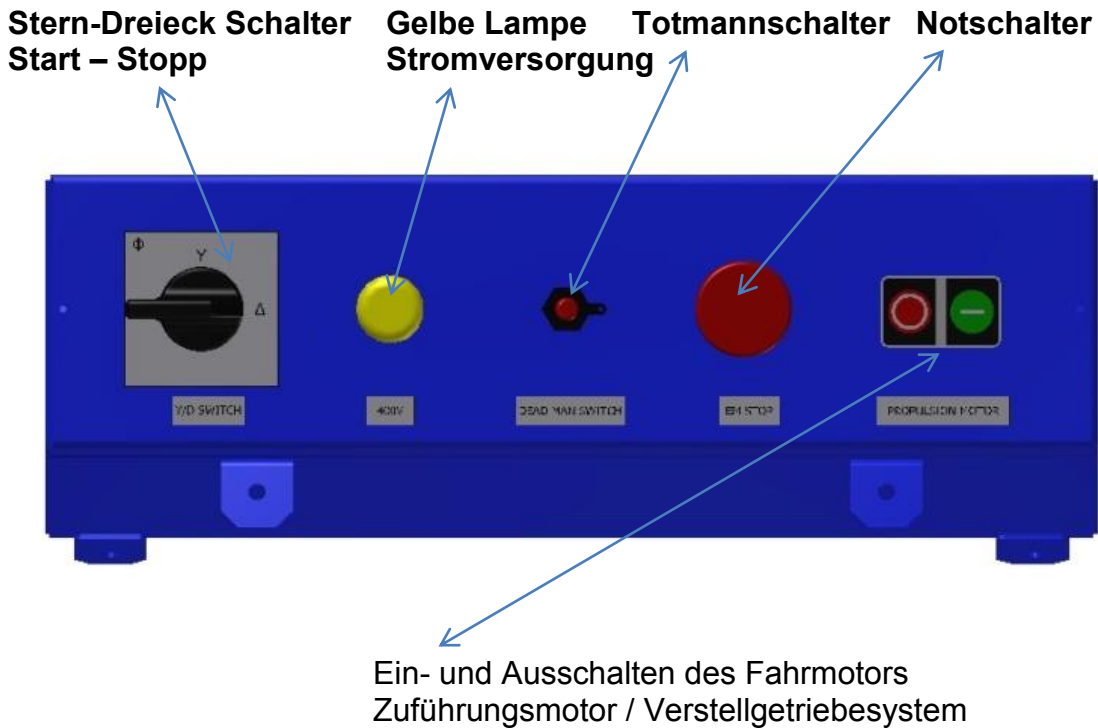 Stern-Dreieck Schalter Gelbe Lampe Totmannschalter Notschalter
Start – Stopp Stromversorgung
Φ
Y
Δ
Y/D SWITCH 400V DEAD MAN SWITCH EM STOP PROPULSION MOTOR
Ein- und Ausschalten des Fahrmotors
Zuführungsmotor / Verstellgetriebesystem